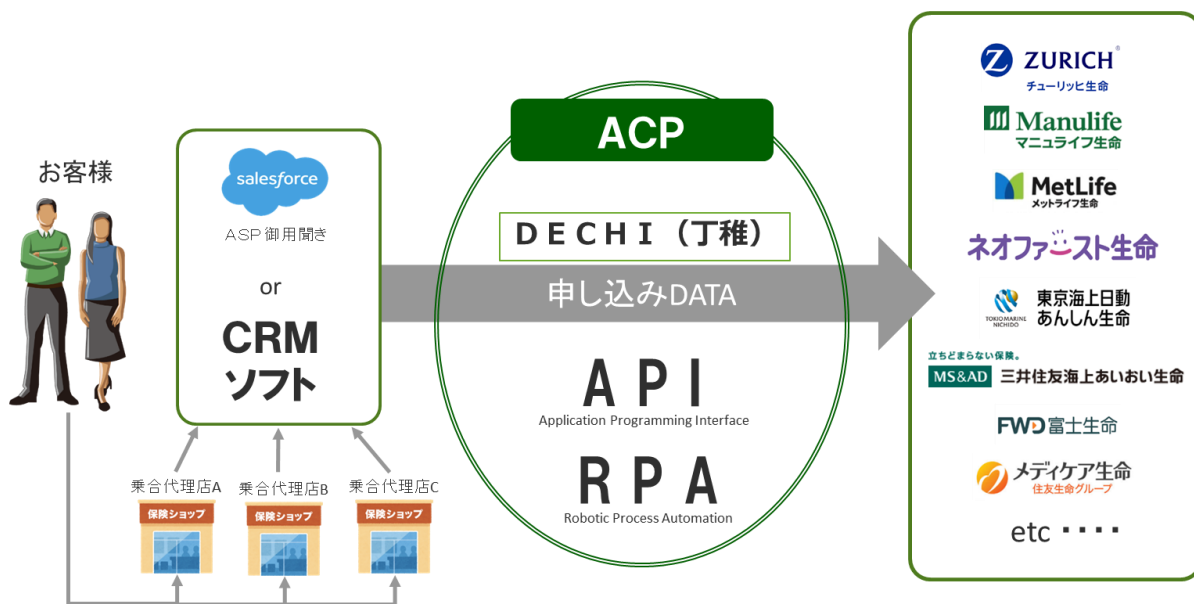 お客様
salesforce
ASP御用聞き
or
CRM
ソフト
乗合代理店A
乗合代理店B
乗合代理店C
保険ショップ
保険ショップ
保険ショップ
ACP
DECHI（丁稚）
申し込みDATA
API
Application Programming Interface
RPA
Robotic Process Automation
Z ZURICH®
チューリッヒ生命
Manulife
マニュライフ生命
MetLife
メットライフ生命
ネオファースト生命
TOKIO MARINE
NICHIDO
東京海上日動
あんしん生命
立ちどまらない保険。
MS&AD 三井住友海上あいおい生命
FWD富士生命
メディケア生命
住友生命グループ
etc ････